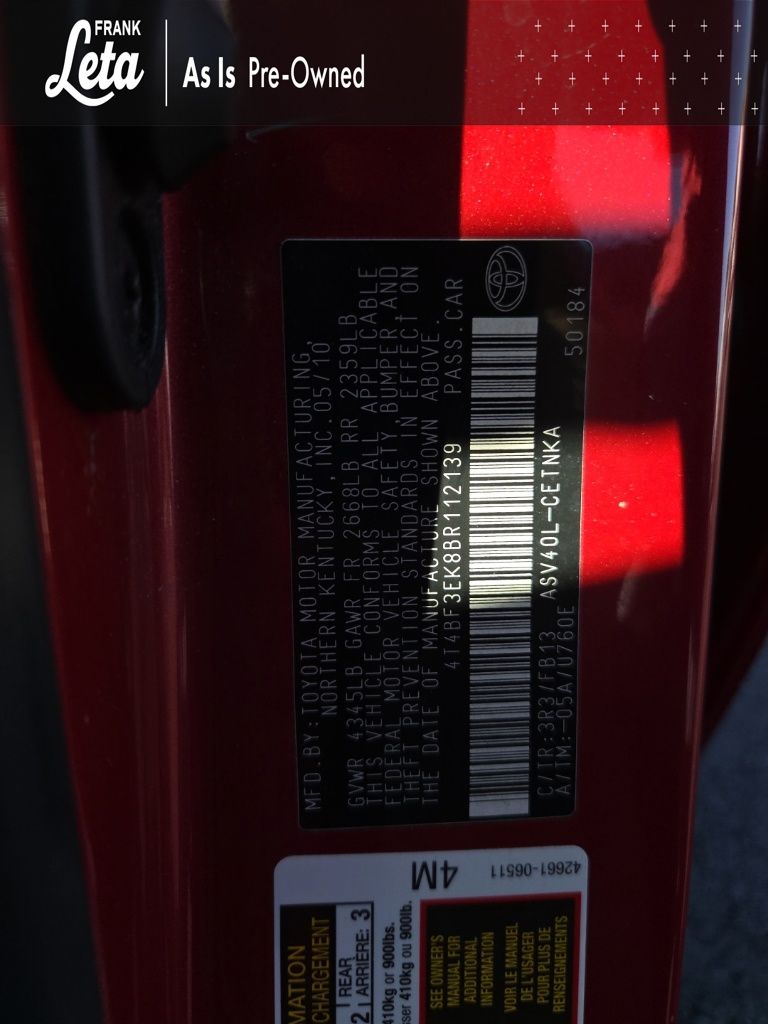 FRANK
Leta
As Is Pre-Owned
MFD.BY:TOYOTA MOTOR MANUFACTURING,
NORTHERN KENTUCKY,INC.05/10
GVWR 4345LB GAWR FR 2668LB RR 2359LB
THIS VEHICLE CONFORMS TO ALL APPLICABLE
FEDERAL MOTOR VEHICLE SAFETY,BUMPER AND
THEFT PREVENTION STANDARDS IN EFFECT ON
THE DATE OF MANUFACTURE SHOWN ABOVE.
4T4BF3EK8BR112139 PASS.CAR
C/TR:3R3/FB13 ASV40L-CETNKA
A/TM:-05A/U760E 50184
4M
42661-06511
MATION
CHARGEMENT
2 REAR
ARRIÈRE: 3
410kg or 900lbs.
sser 410kg ou 900lb.
SEE OWNER'S
MANUAL FOR
ADDITIONAL
INFORMATION
VOIR LE MANUEL
DE L'USAGER
POUR PLUS DE
RENSEIGNEMENTS